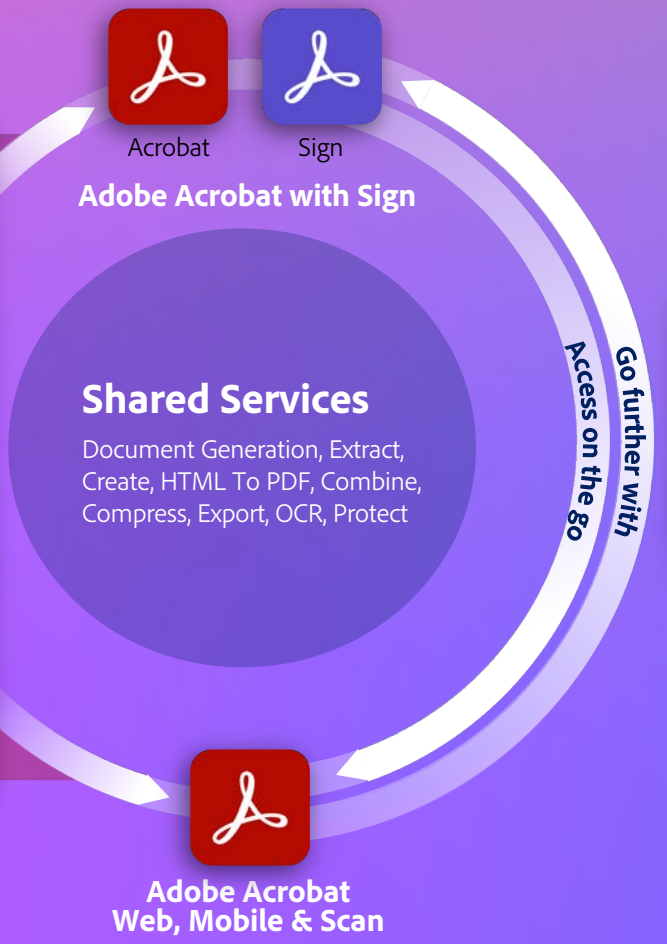 Acrobat
Sign
Adobe Acrobat with Sign
Shared Services
Document Generation, Extract,
Create, HTML To PDF, Combine,
Compress, Export, OCR, Protect
Access on the go
Go further with
Adobe Acrobat
Web, Mobile & Scan